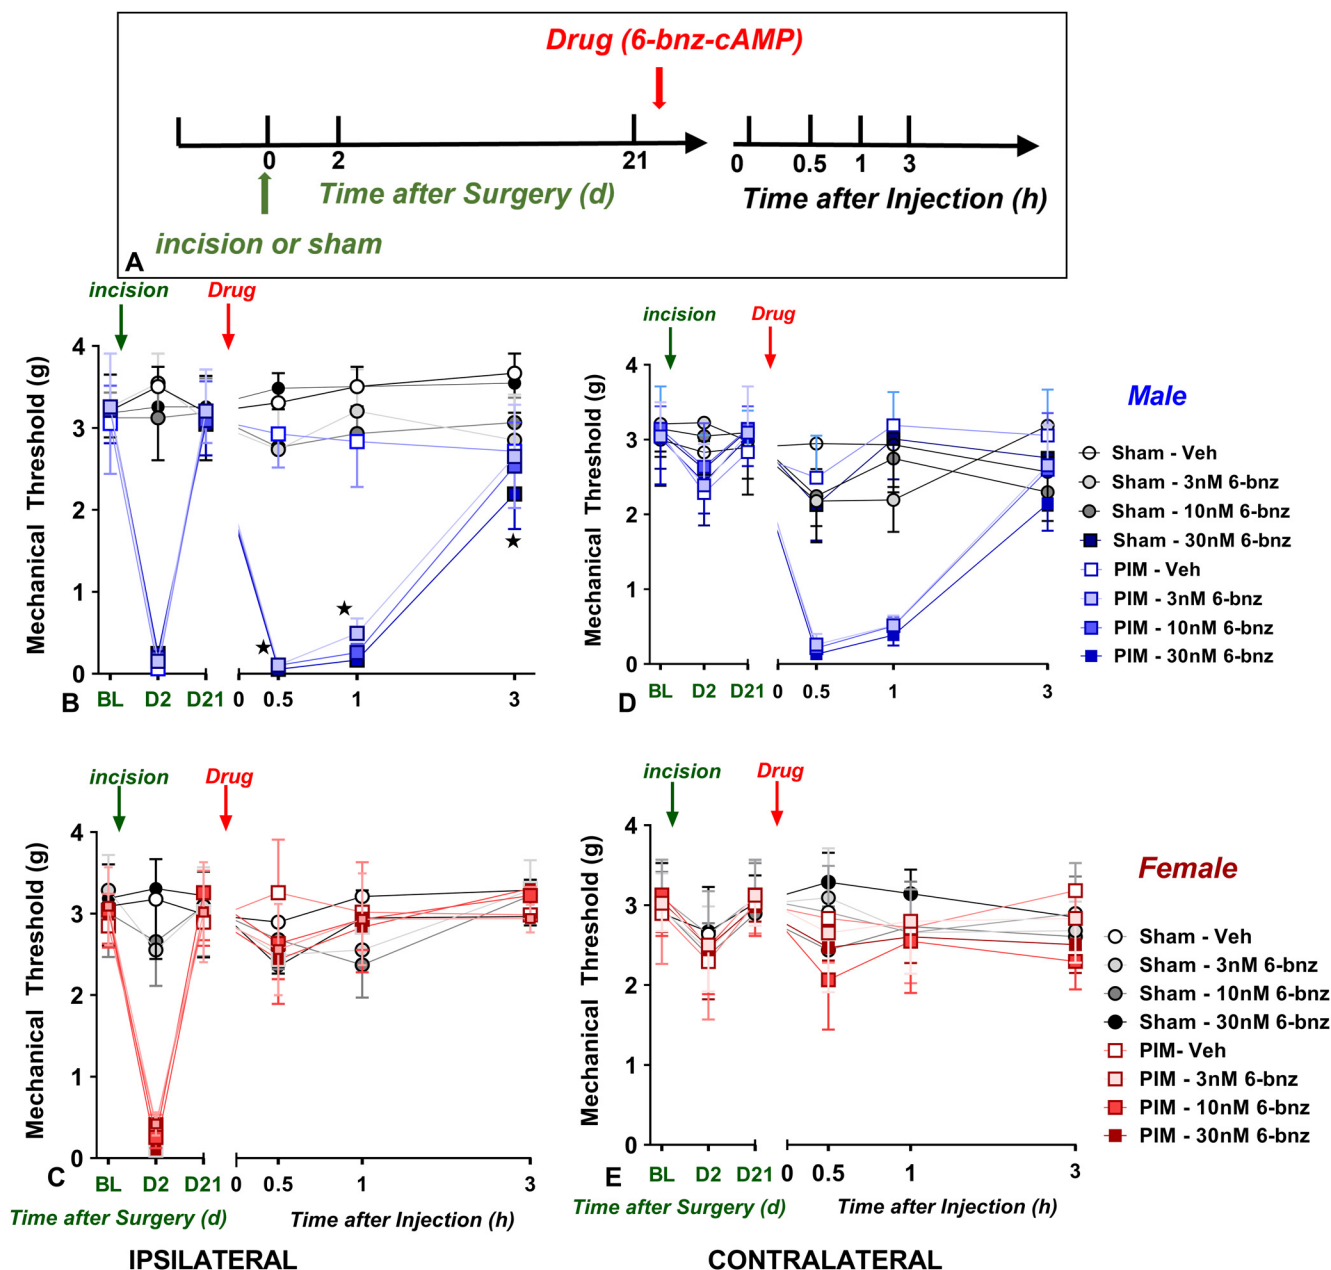 Drug (6-bnz-cAMP)
0 2 21
Time after Surgery (d)
incision or sham
A
0 0.5 1 3
Time after Injection (h)
incision Drug
Mechanical Threshold (g)
4
3
2
1
0
BL D2 D21 0 0.5 1 3
B
incision Drug
Mechanical Threshold (g)
4
3
2
1
0
BL D2 D21 0 0.5 1 3
D
Male
Sham - Veh
Sham - 3nM 6-bnz
Sham - 10nM 6-bnz
Sham - 30nM 6-bnz
PIM - Veh
PIM - 3nM 6-bnz
PIM - 10nM 6-bnz
PIM - 30nM 6-bnz
incision Drug
Mechanical Threshold (g)
4
3
2
1
0
BL D2 D21 0 0.5 1 3
C
Time after Surgery (d) Time after Injection (h)
IPSILATERAL
incision Drug
Mechanical Threshold (g)
4
3
2
1
0
BL D2 D21 0 0.5 1 3
E
Time after Surgery (d) Time after Injection (h)
CONTRALATERAL
Female
Sham - Veh
Sham - 3nM 6-bnz
Sham - 10nM 6-bnz
Sham - 30nM 6-bnz
PIM- Veh
PIM - 3nM 6-bnz
PIM - 10nM 6-bnz
PIM - 30nM 6-bnz